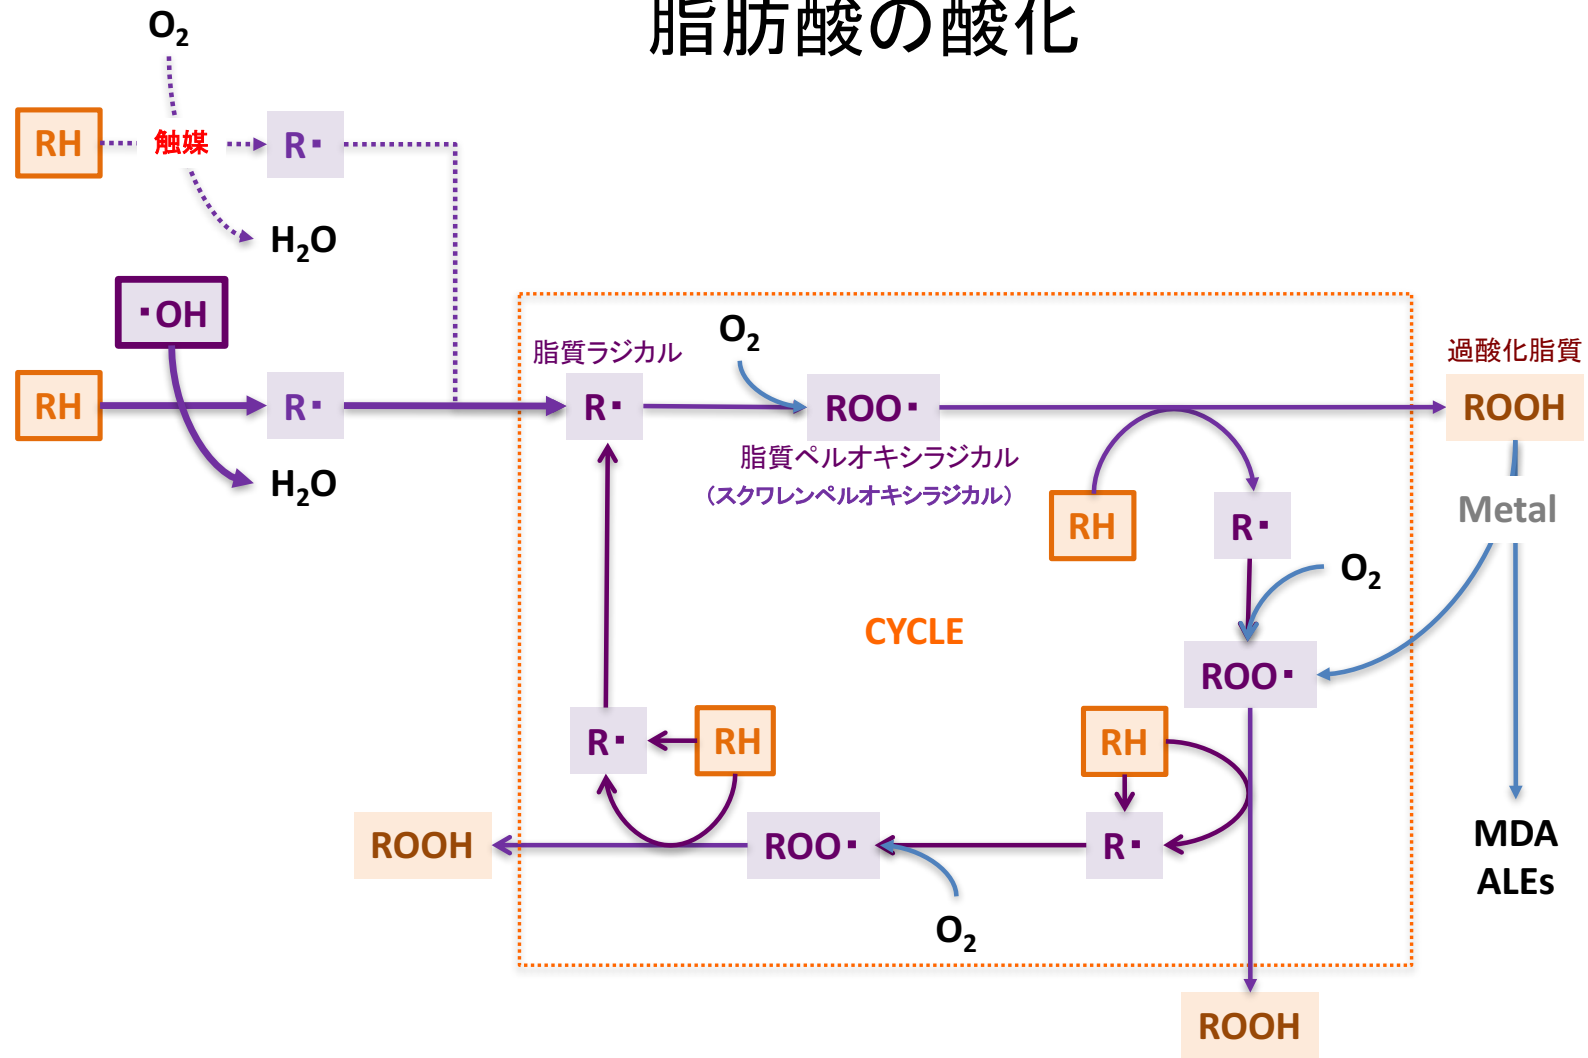 脂肪酸の酸化
O2
RH
触媒
R・
H2O
・OH
RH
R・
H2O
脂質ラジカル
R・
O2
ROO・
脂質ペルオキシラジカル
（スクワレンペルオキシラジカル）
過酸化脂質
ROOH
RH
R・
Metal
O2
CYCLE
ROO・
R・
RH
RH
ROOH
ROO・
R・
MDA
ALEs
O2
ROOH